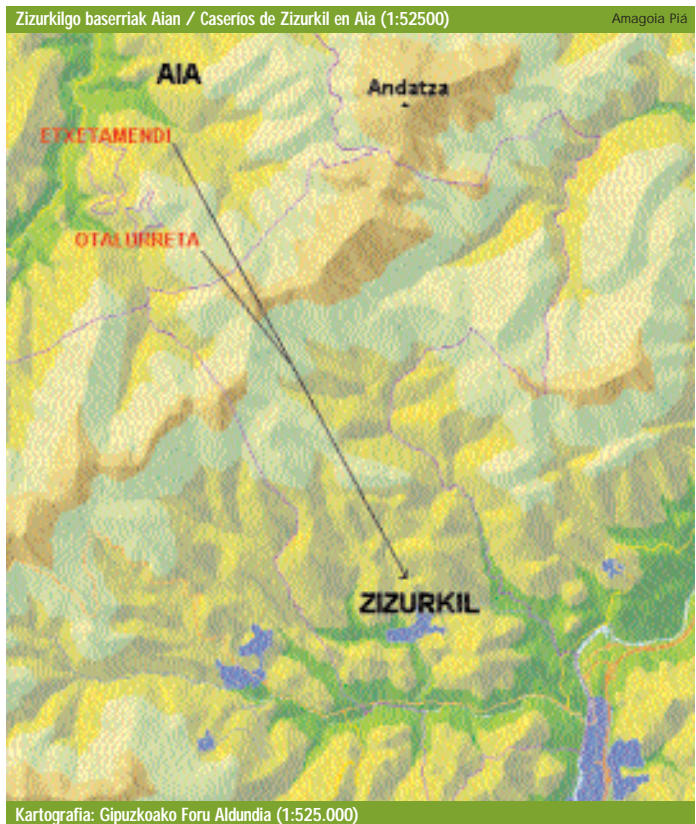 Zizurkilgo baserriak Aian / Caseríos de Zizurkil en Aia (1:52500)
Amagoia Piá
AIA
Andatza
ETXETAMENDI
OTALURRETA
ZIZURKIL
Kartografia: Gipuzkoako Foru Aldundia (1:525.000)